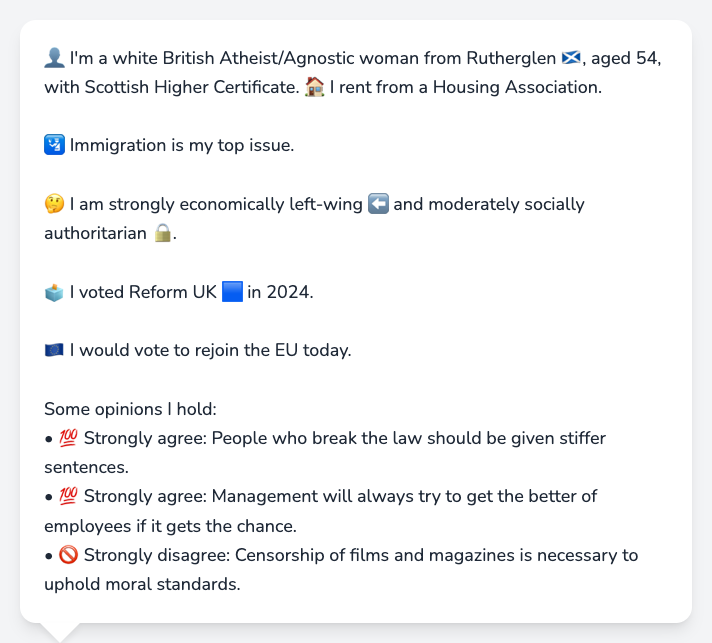 👤 I'm a white British Atheist/Agnostic woman from Rutherglen 🏴󠁧󠁢󠁳󠁣󠁴󠁿, aged 54,
with Scottish Higher Certificate. 🏠 I rent from a Housing Association.
🛂 Immigration is my top issue.
🤔 I am strongly economically left-wing ⬅️ and moderately socially
authoritarian 🔒.
🗳️ I voted Reform UK 🟦 in 2024.
🇪🇺 I would vote to rejoin the EU today.
Some opinions I hold:
• 💯 Strongly agree: People who break the law should be given stiffer
sentences.
• 💯 Strongly agree: Management will always try to get the better of
employees if it gets the chance.
• 🚫 Strongly disagree: Censorship of films and magazines is necessary to
uphold moral standards.